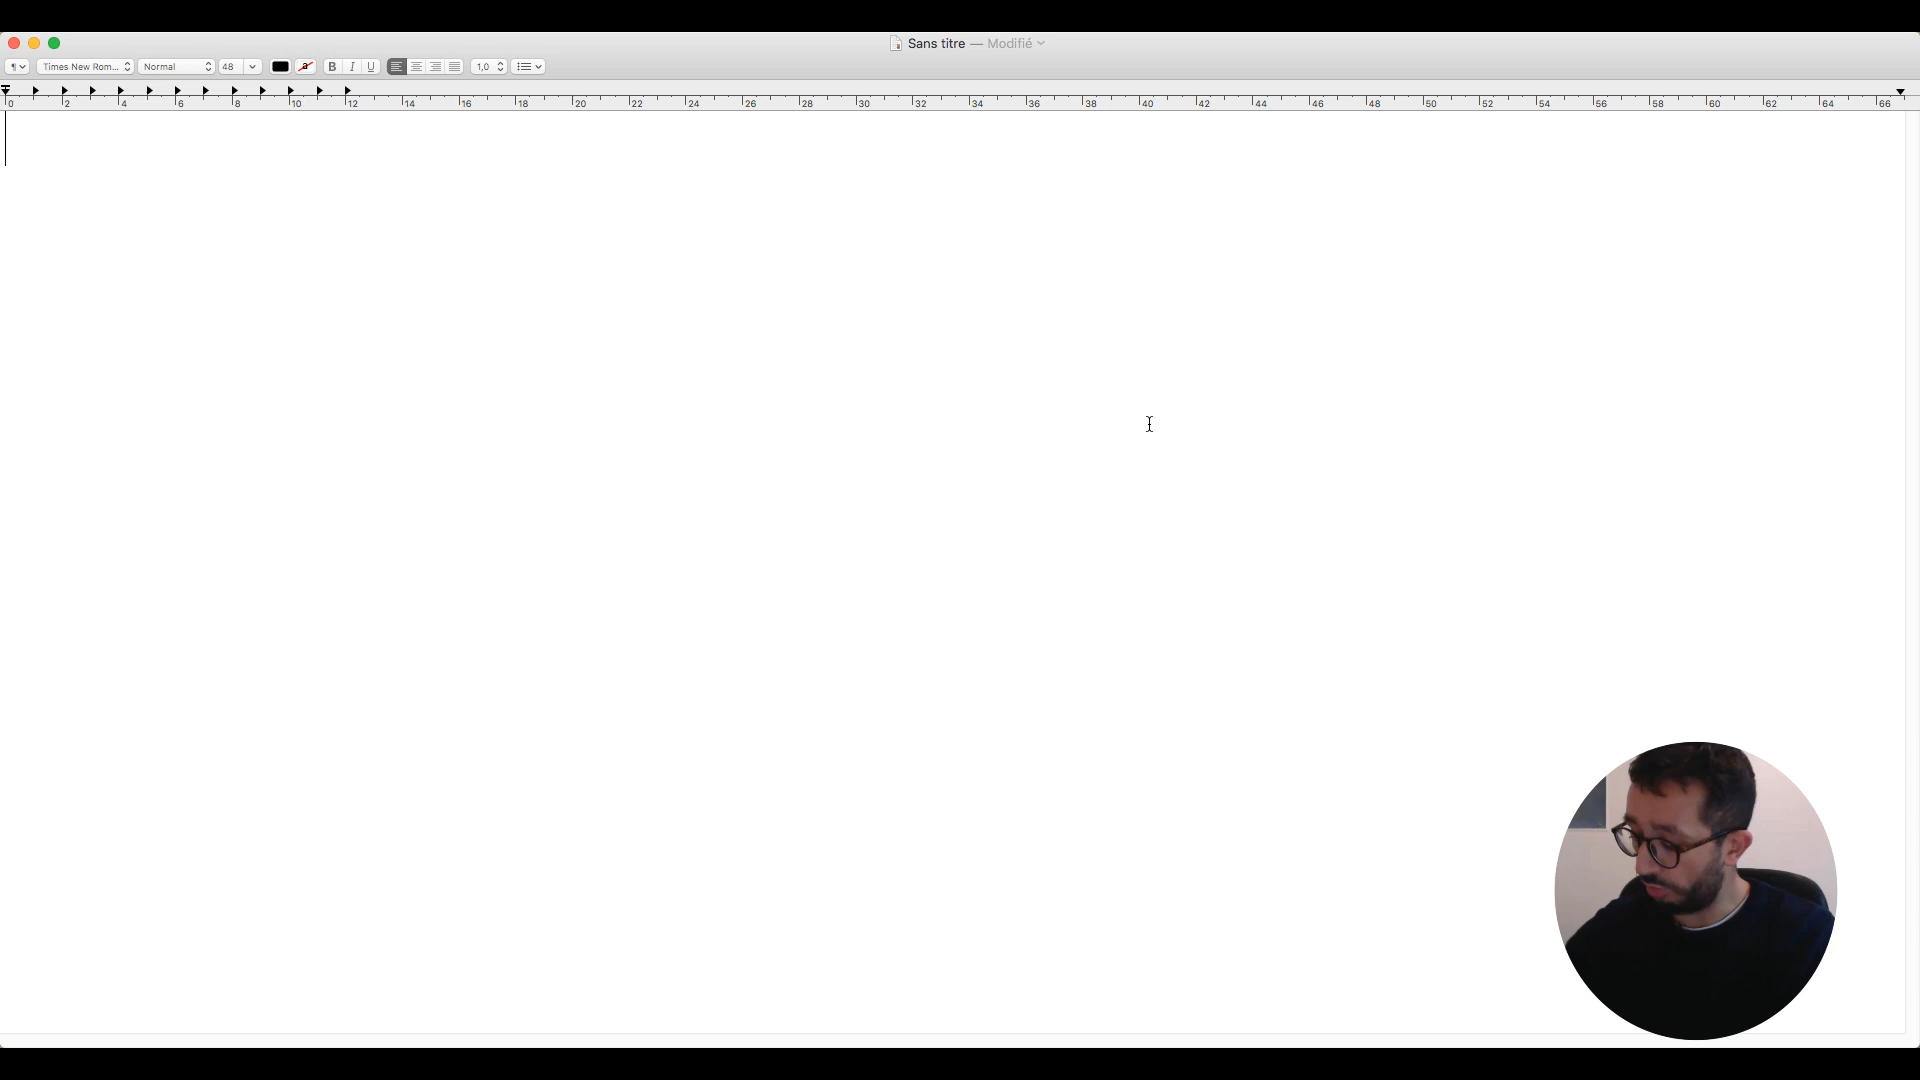 Sans titre — Modifié
¶ Times New Rom... Normal 48 a B I U 1,0
0 2 4 6 8 10 12 14 16 18 20 22 24 26 28 30 32 34 36 38 40 42 44 46 48 50 52 54 56 58 60 62 64 66